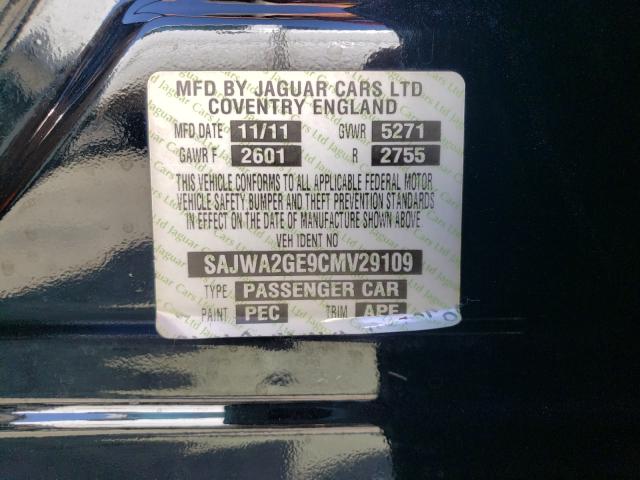 MFD BY JAGUAR CARS LTD
COVENTRY ENGLAND
MFD DATE 11/11 GVWR 5271
GAWR F 2601 R 2755
THIS VEHICLE CONFORMS TO ALL APPLICABLE FEDERAL MOTOR
VEHICLE SAFETY BUMPER AND THEFT PREVENTION STANDARDS
IN EFFECT ON THE DATE OF MANUFACTURE SHOWN ABOVE
VEH IDENT NO
SAJWA2GE9CMV29109
TYPE PASSENGER CAR
PAINT PEC TRIM APE